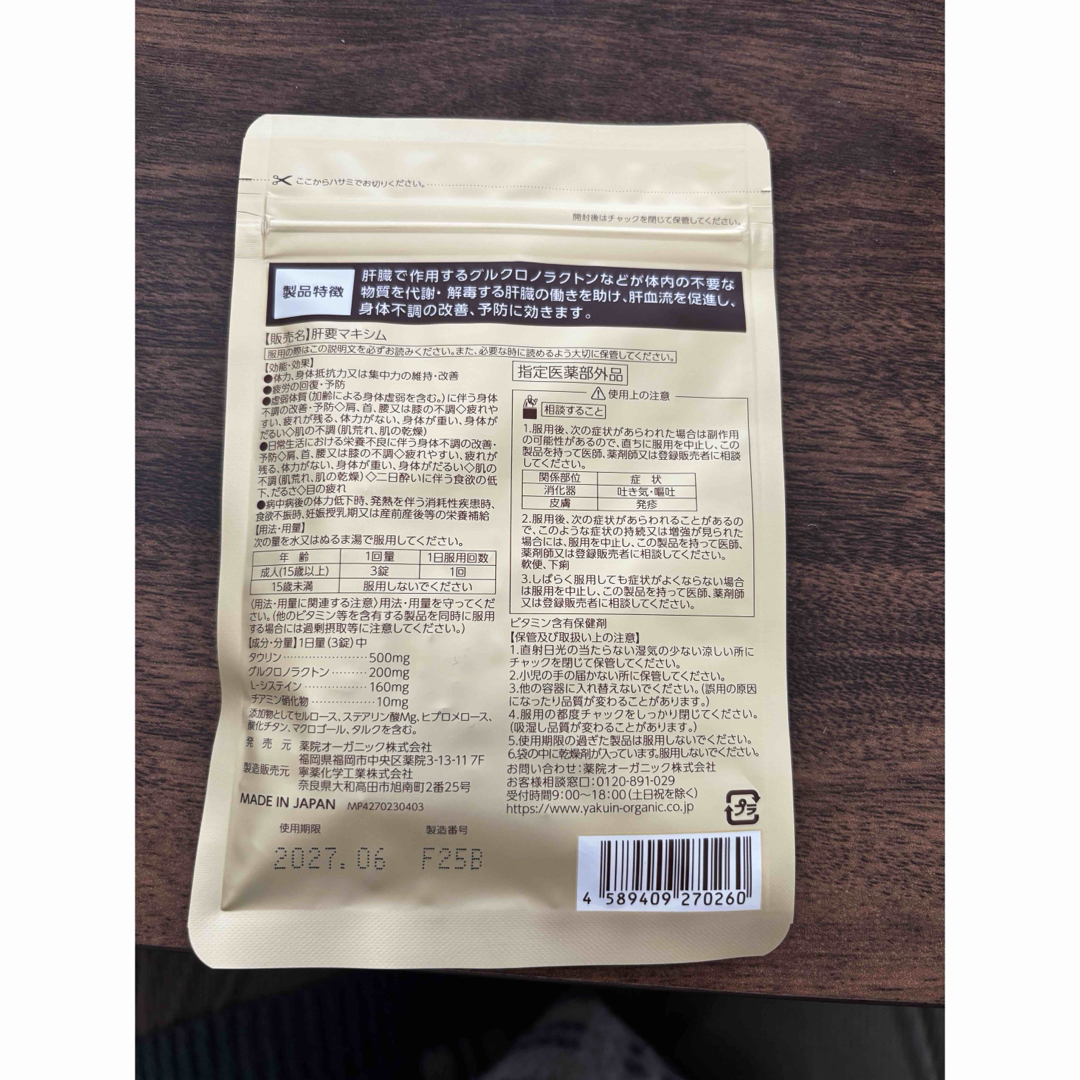 ここからハサミでお切りください。
開封後はチャックを閉じて保管してください。
製品特徴
肝臓で作用するグルクロノラクトンなどが体内の不要な
物質を代謝・解毒する肝臓の働きを助け、肝血流を促進し、
身体不調の改善、予防に効きます。
【販売名】肝要マキシム
服用の際はこの説明文を必ずお読みください。また、必要な時に読めるよう大切に保管してください。
【効能・効果】
●体力、身体抵抗力又は集中力の維持・改善
●疲労の回復・予防
●虚弱体質(加齢による身体虚弱を含む。)に伴う身体
不調の改善・予防◇肩、首、腰又は膝の不調◇疲れや
すい、疲れが残る、体力がない、身体が重い、身体が
だるい◇肌の不調(肌荒れ、肌の乾燥)
●日常生活における栄養不良に伴う身体不調の改善・
予防◇肩、首、腰又は膝の不調◇疲れやすい、疲れが
残る、体力がない、身体が重い、身体がだるい◇肌の
不調(肌荒れ、肌の乾燥)◇二日酔いに伴う食欲の低
下、だるさ◇目の疲れ
●病中病後の体力低下時、発熱を伴う消耗性疾患時、
食欲不振時、妊娠授乳期又は産前産後等の栄養補給
【用法・用量】
次の量を水又はぬるま湯で服用してください。
年 齢 1回量 1日服用回数
成人(15歳以上) 3錠 1回
15歳未満 服用しないでください
〈用法・用量に関連する注意〉用法・用量を守ってくだ
さい。(他のビタミン等を含有する製品を同時に服用
する場合には過剰摂取等に注意してください。)
【成分・分量】1日量(3錠)中
タウリン 500mg
グルクロノラクトン 200mg
L-システイン 160mg
チアミン硝化物 10mg
添加物としてセルロース、ステアリン酸Mg、ヒプロメロース、
酸化チタン、マクロゴール、タルクを含む。
発売元 薬院オーガニック株式会社
福岡県福岡市中央区薬院3-13-11 7F
製造販売元 寧薬化学工業株式会社
奈良県大和高田市旭南町2番25号
MADE IN JAPAN MP4270230403
使用期限 製造番号
2027.06 F25B
指定医薬部外品
使用上の注意
相談すること
1.服用後、次の症状があらわれた場合は副作用
の可能性があるので、直ちに服用を中止し、この
製品を持って医師、薬剤師又は登録販売者に相談
してください。
関係部位 症 状
消化器 吐き気・嘔吐
皮膚 発疹
2.服用後、次の症状があらわれることがあるの
で、このような症状の持続又は増強が見られた
場合には、服用を中止し、この製品を持って医師、
薬剤師又は登録販売者に相談してください。
軟便、下痢
3.しばらく服用しても症状がよくならない場合
は服用を中止し、この製品を持って医師、薬剤師
又は登録販売者に相談してください。
ビタミン含有保健剤
【保管及び取扱い上の注意】
1.直射日光の当たらない湿気の少ない涼しい所に
チャックを閉じて保管してください。
2.小児の手の届かない所に保管してください。
3.他の容器に入れ替えないでください。(誤用の原因
になったり品質が変わることがあります。)
4.服用の都度チャックをしっかり閉じてください。
(吸湿し品質が変わることがあります。)
5.使用期限の過ぎた製品は服用しないでください。
6.袋の中に乾燥剤が入っています。服用しないでください。
お問い合わせ:薬院オーガニック株式会社
お客様相談窓口:0120-891-029
受付時間9:00〜18:00(土日祝を除く)
https://www.yakuin-organic.co.jp
プラ
4 589409 270260